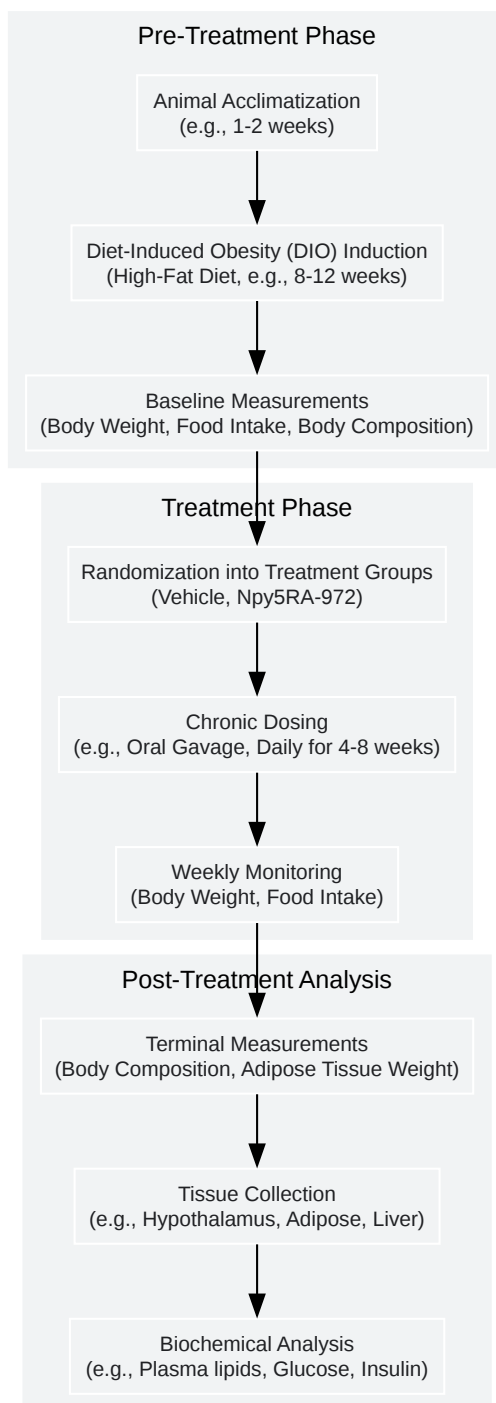 Pre-Treatment Phase
Animal Acclimatization
(e.g., 1-2 weeks)
Diet-Induced Obesity (DIO) Induction
(High-Fat Diet, e.g., 8-12 weeks)
Baseline Measurements
(Body Weight, Food Intake, Body Composition)
Treatment Phase
Randomization into Treatment Groups
(Vehicle, Npy5RA-972)
Chronic Dosing
(e.g., Oral Gavage, Daily for 4-8 weeks)
Weekly Monitoring
(Body Weight, Food Intake)
Post-Treatment Analysis
Terminal Measurements
(Body Composition, Adipose Tissue Weight)
Tissue Collection
(e.g., Hypothalamus, Adipose, Liver)
Biochemical Analysis
(e.g., Plasma lipids, Glucose, Insulin)